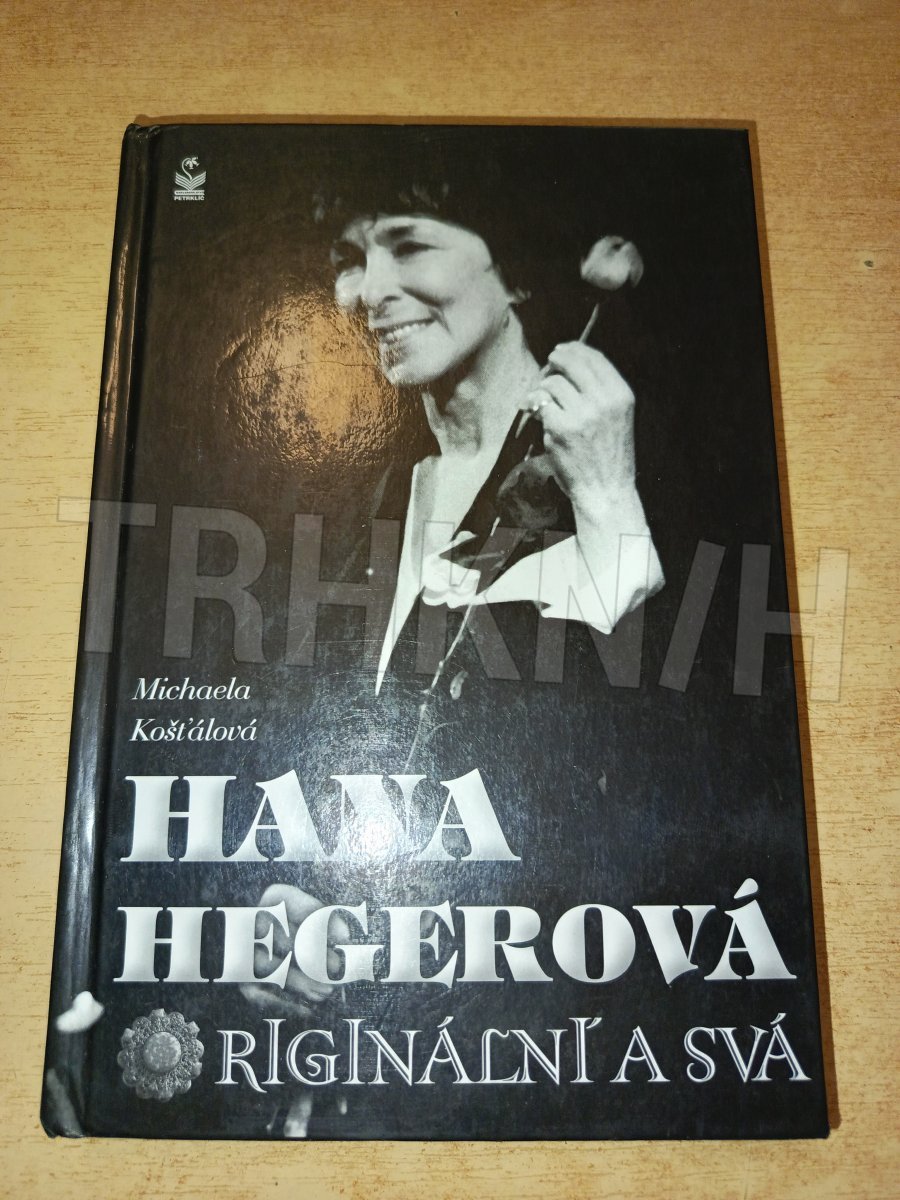 PETRKLÍČ
TRHKNIH
Michaela
Košťálová
HANA
HEGEROVÁ
ORIGINÁLNÍ A SVÁ